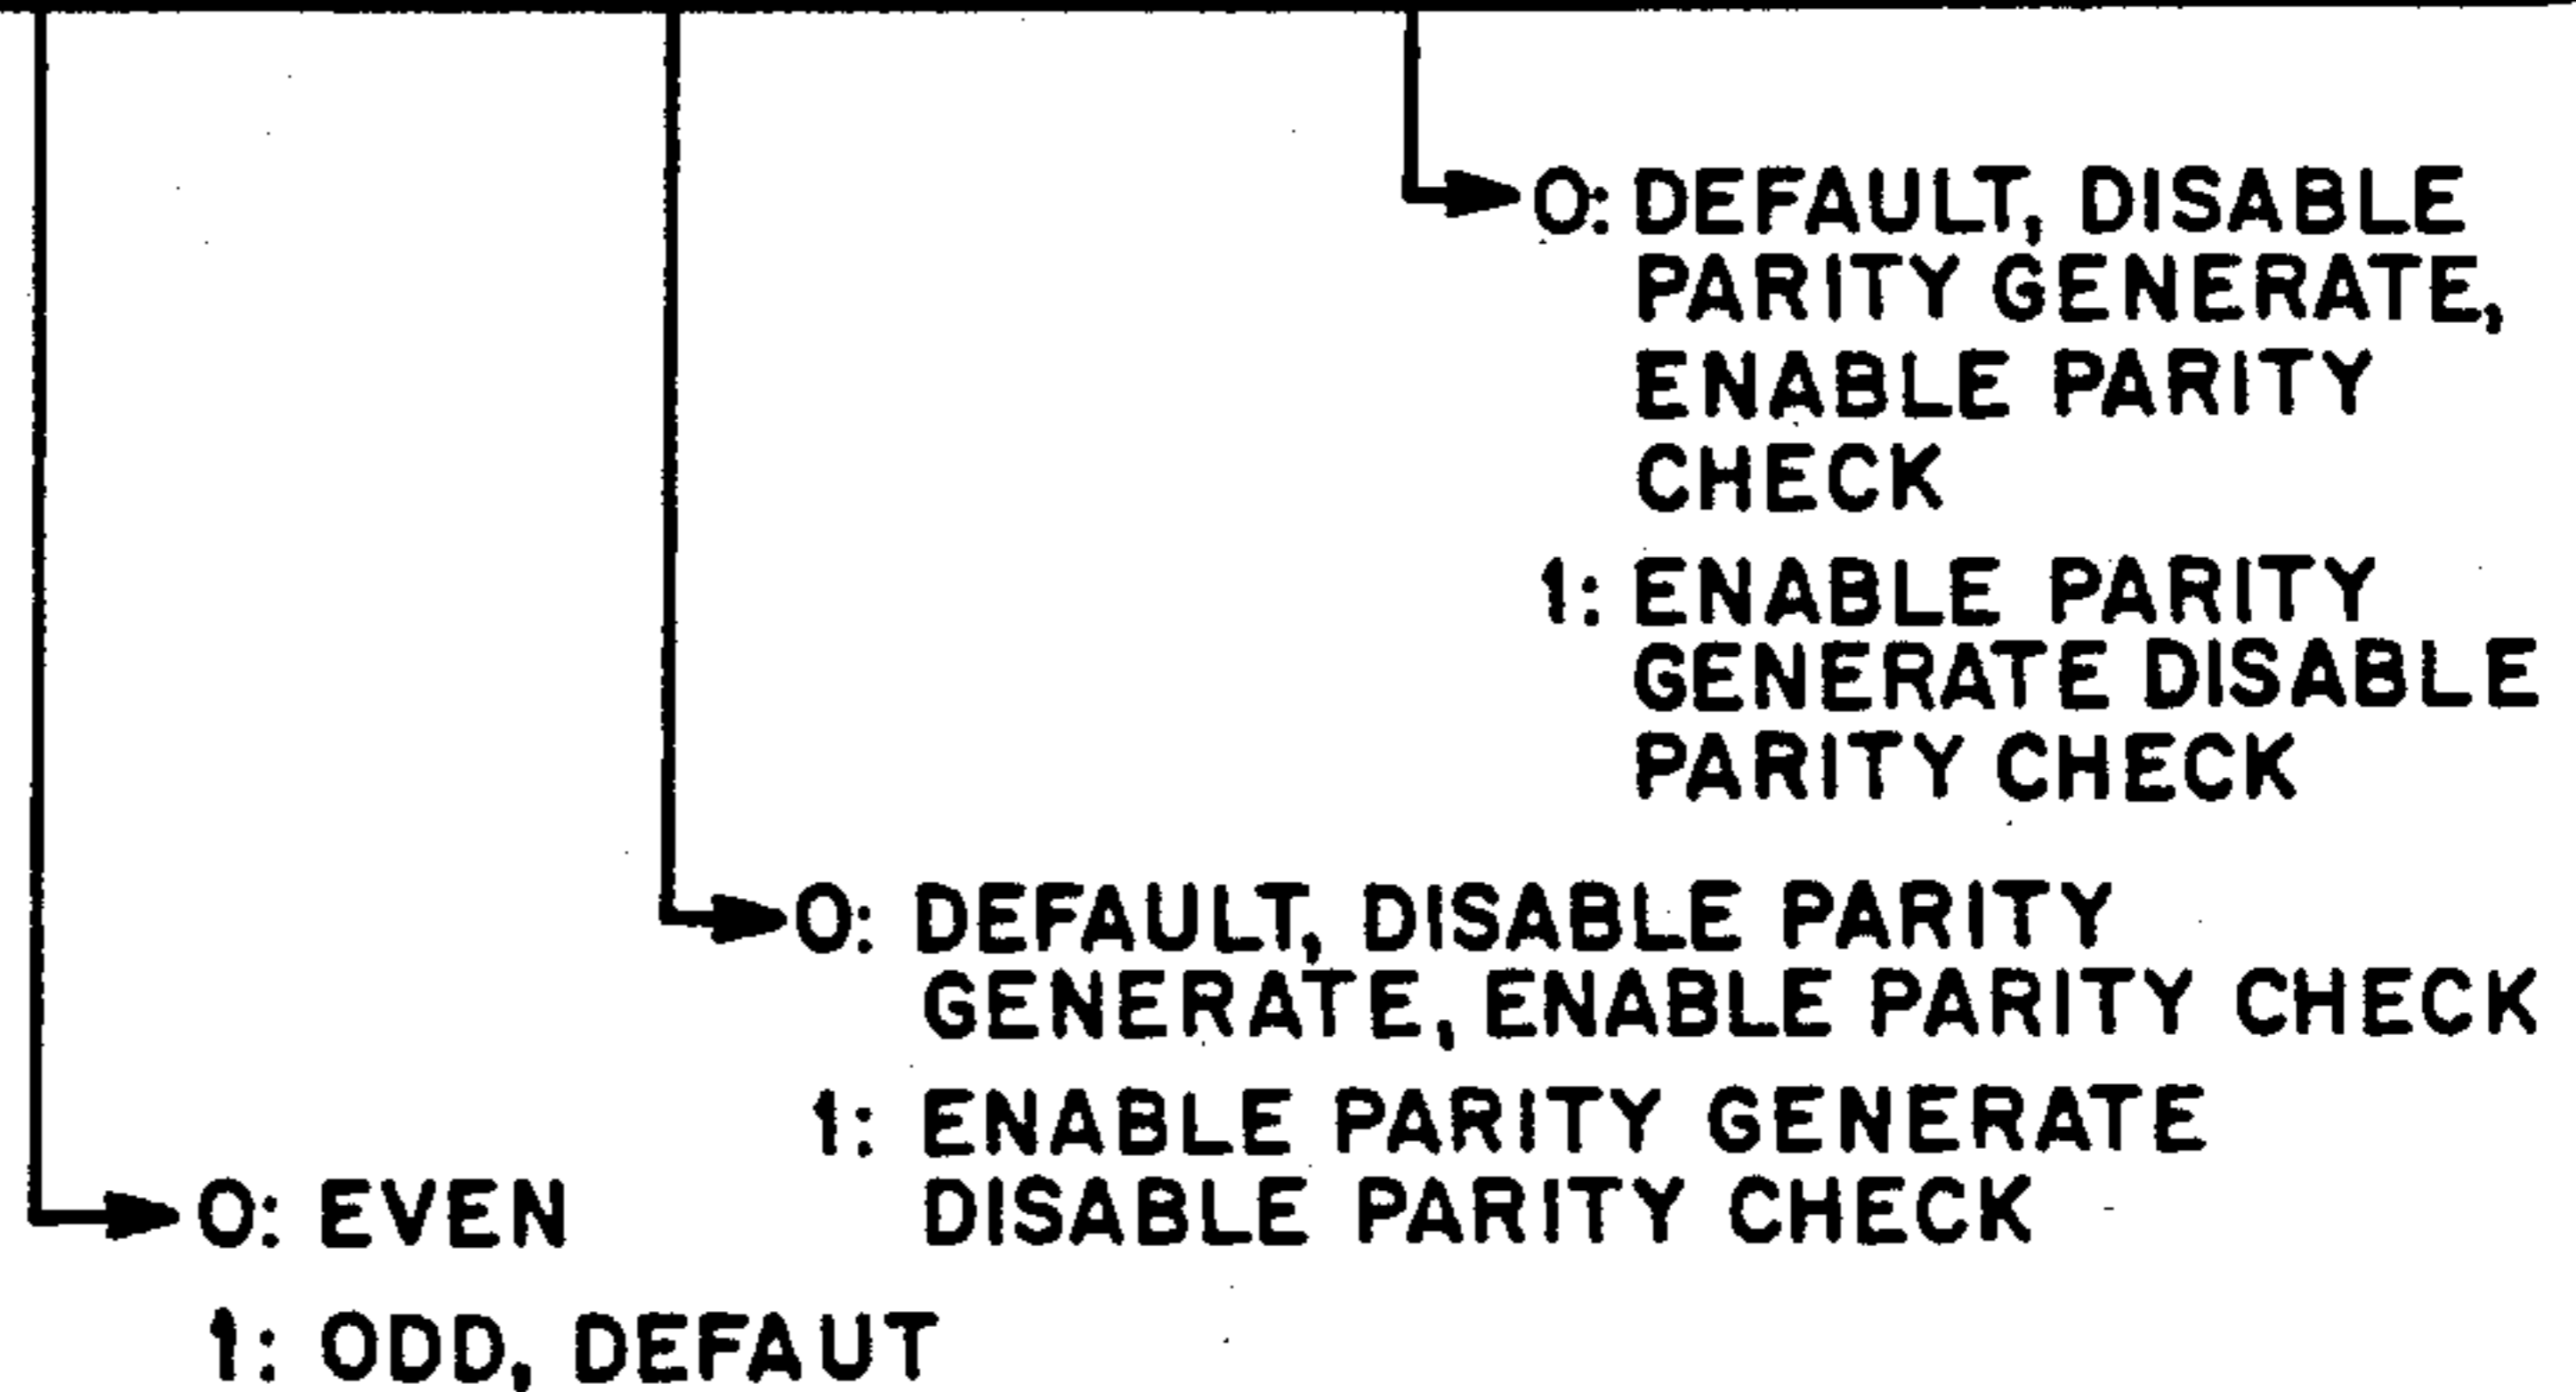 0: DEFAULT, DISABLE
PARITY GENERATE,
ENABLE PARITY
CHECK
1: ENABLE PARITY
GENERATE DISABLE
PARITY CHECK
0: DEFAULT, DISABLE PARITY
GENERATE, ENABLE PARITY CHECK
1: ENABLE PARITY GENERATE
DISABLE PARITY CHECK
0: EVEN
1: ODD, DEFAUT